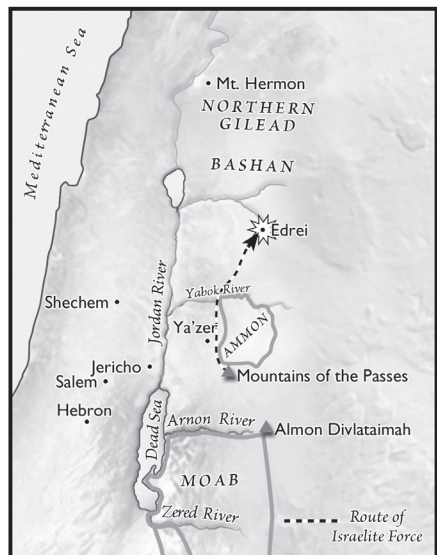 Mediterranean Sea
Mt. Hermon
NORTHERN
GILEAD
BASHAN
Edrei
Jordan River
Yabok River
Shechem
Ya'zer
AMMON
Jericho
Mountains of the Passes
Salem
Hebron
Dead Sea
Arnon River
Almon Divlataimah
MOAB
Zered River
Route of
Israelite Force